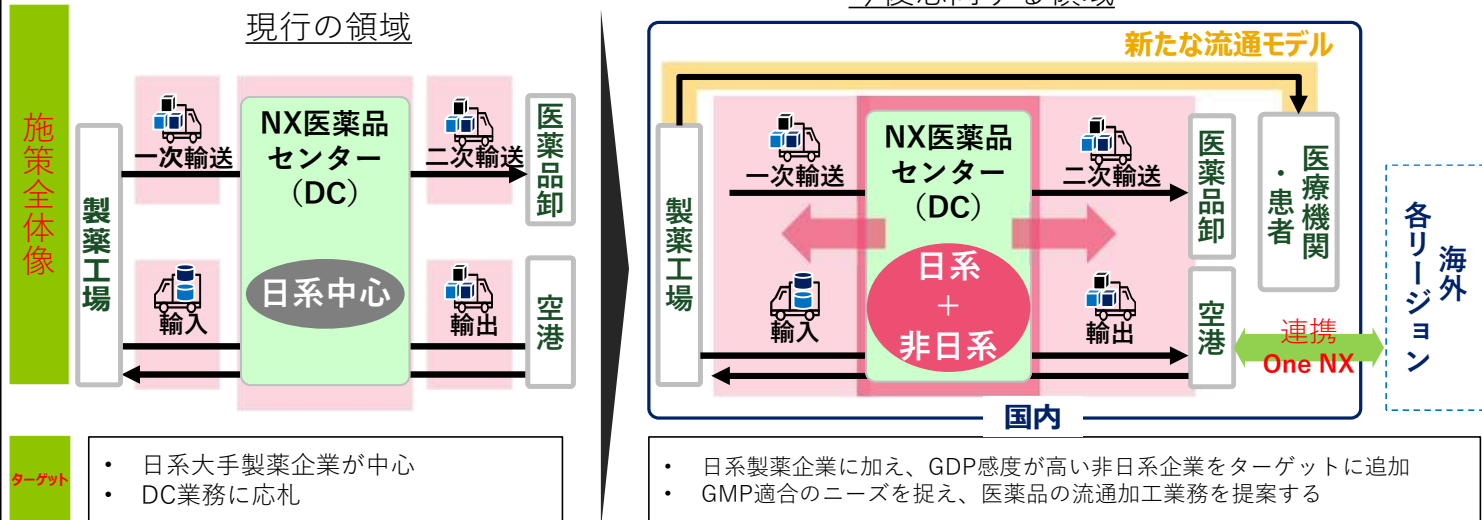 現行の領域
施策全体像
製薬工場
一次輸送
NX医薬品
センター
（DC）
二次輸送
医薬品卸
日系中心
輸入
輸出
空港
ターゲット
• 日系大手製薬企業が中心
• DC業務に応札
新たな流通モデル
製薬工場
一次輸送
NX医薬品
センター
（DC）
二次輸送
医薬品卸
医療機関
・患者
日系
+
非日系
輸入
輸出
空港
連携
One NX
海外
各リージョン
国内
• 日系製薬企業に加え、GDP感度が高い非日系企業をターゲットに追加
• GMP適合のニーズを捉え、医薬品の流通加工業務を提案する